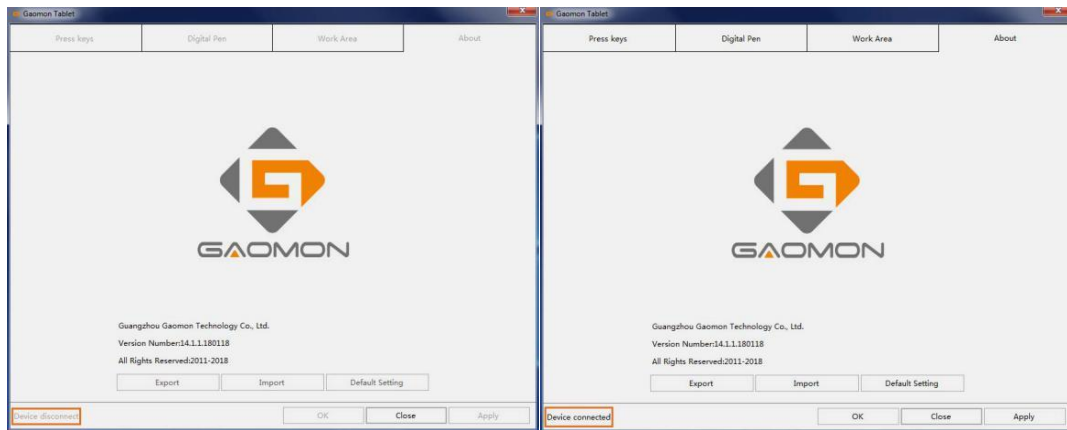 Gaomon Tablet
Press keys Digital Pen Work Area About
GAOMON
Guangzhou Gaomon Technology Co., Ltd.
Version Number:14.1.1.180118
All Rights Reserved:2011-2018
Export Import Default Setting
Device disconnect OK Close Apply
Gaomon Tablet
Press keys Digital Pen Work Area About
GAOMON
Guangzhou Gaomon Technology Co., Ltd.
Version Number:14.1.1.180118
All Rights Reserved:2011-2018
Export Import Default Setting
Device connected OK Close Apply